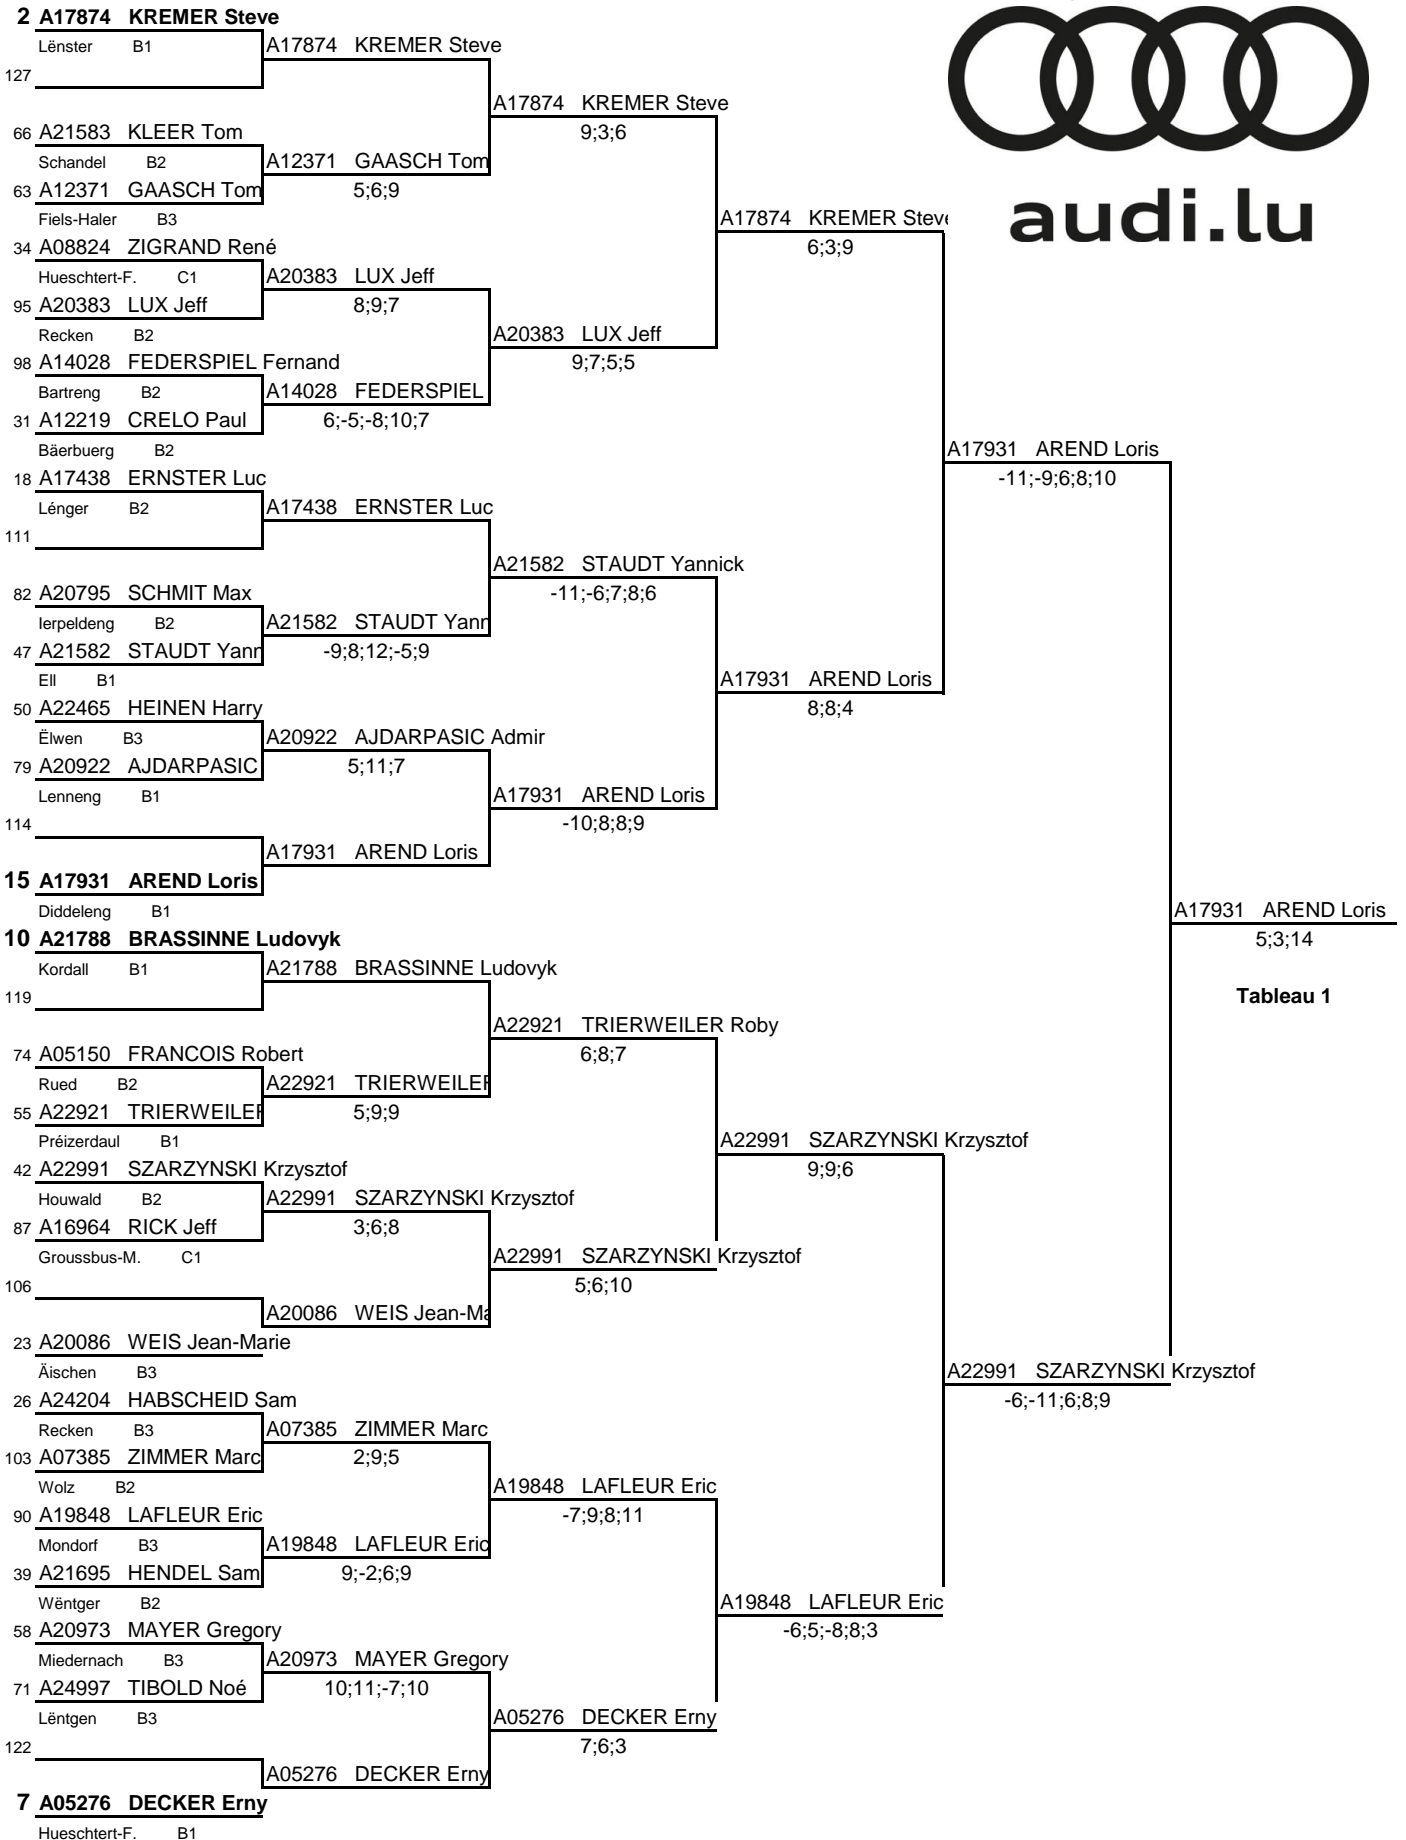 2 A17874 KREMER Steve
Lënster B1 A17874 KREMER Steve
127
A17874 KREMER Steve
66 A21583 KLEER Tom 9;3;6
Schandel B2 A12371 GAASCH Tom
63 A12371 GAASCH Tom 5;6;9
audi.lu
Fiels-Haler B3 A17874 KREMER Steve
34 A08824 ZIGRAND René 6;3;9
Hueschtert-F. C1 A20383 LUX Jeff
95 A20383 LUX Jeff 8;9;7
Recken B2 A20383 LUX Jeff
98 A14028 FEDERSPIEL Fernand 9;7;5;5
Bartreng B2 A14028 FEDERSPIEL
31 A12219 CRELO Paul 6;-5;-8;10;7
Bäerbuerg B2 A17931 AREND Loris
18 A17438 ERNSTER Luc -11;-9;6;8;10
Lénger B2 A17438 ERNSTER Luc
111
A21582 STAUDT Yannick
82 A20795 SCHMIT Max -11;-6;7;8;6
Ierpeldeng B2 A21582 STAUDT Yann
47 A21582 STAUDT Yann -9;8;12;-5;9
Ell B1 A17931 AREND Loris
50 A22465 HEINEN Harry 8;8;4
Ëlwen B3 A20922 AJDARPASIC Admir
79 A20922 AJDARPASIC 5;11;7
Lenneng B1 A17931 AREND Loris
114 -10;8;8;9
A17931 AREND Loris
15 A17931 AREND Loris
Diddeleng B1 A17931 AREND Loris
10 A21788 BRASSINNE Ludovyk 5;3;14
Kordall B1 A21788 BRASSINNE Ludovyk
119 Tableau 1
A22921 TRIERWEILER Roby
74 A05150 FRANCOIS Robert 6;8;7
Rued B2 A22921 TRIERWEILER
55 A22921 TRIERWEILER 5;9;9
Préizerdaul B1 A22991 SZARZYNSKI Krzysztof
42 A22991 SZARZYNSKI Krzysztof 9;9;6
Houwald B2 A22991 SZARZYNSKI Krzysztof
87 A16964 RICK Jeff 3;6;8
Groussbus-M. C1 A22991 SZARZYNSKI Krzysztof
106 5;6;10
A20086 WEIS Jean-Ma
23 A20086 WEIS Jean-Marie
Äischen B3 A22991 SZARZYNSKI Krzysztof
26 A24204 HABSCHEID Sam -6;-11;6;8;9
Recken B3 A07385 ZIMMER Marc
103 A07385 ZIMMER Marc 2;9;5
Wolz B2 A19848 LAFLEUR Eric
90 A19848 LAFLEUR Eric -7;9;8;11
Mondorf B3 A19848 LAFLEUR Eric
39 A21695 HENDEL Sam 9;-2;6;9
Wëntger B2 A19848 LAFLEUR Eric
58 A20973 MAYER Gregory -6;5;-8;8;3
Miedernach B3 A20973 MAYER Gregory
71 A24997 TIBOLD Noé 10;11;-7;10
Lëntgen B3 A05276 DECKER Erny
122 7;6;3
A05276 DECKER Erny
7 A05276 DECKER Erny
Hueschtert-F. B1